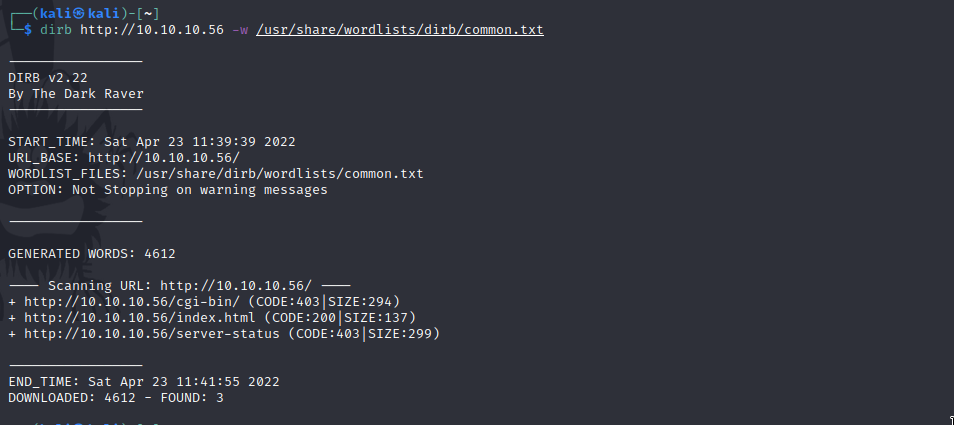 ┌──(kali㉿kali)-[~]
└─$ dirb http://10.10.10.56 -w /usr/share/wordlists/dirb/common.txt
-----------------
DIRB v2.22
By The Dark Raver
-----------------
START_TIME: Sat Apr 23 11:39:39 2022
URL_BASE: http://10.10.10.56/
WORDLIST_FILES: /usr/share/dirb/wordlists/common.txt
OPTION: Not Stopping on warning messages
-----------------
GENERATED WORDS: 4612
---- Scanning URL: http://10.10.10.56/ ----
+ http://10.10.10.56/cgi-bin/ (CODE:403|SIZE:294)
+ http://10.10.10.56/index.html (CODE:200|SIZE:137)
+ http://10.10.10.56/server-status (CODE:403|SIZE:299)
-----------------
END_TIME: Sat Apr 23 11:41:55 2022
DOWNLOADED: 4612 - FOUND: 3